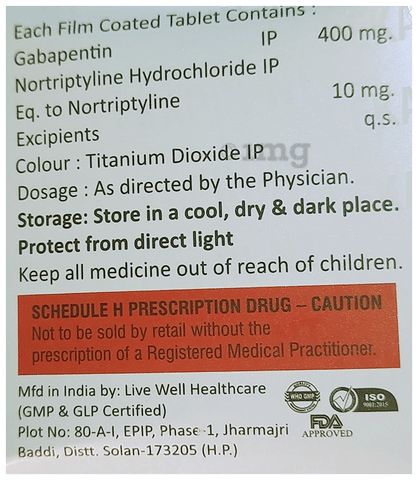 Each Film Coated Tablet Contains :
Gabapentin IP 400 mg.
Nortriptyline Hydrochloride IP
Eq. to Nortriptyline 10 mg.
Excipients q.s.
Colour : Titanium Dioxide IP
Dosage : As directed by the Physician.
Storage: Store in a cool, dry & dark place.
Protect from direct light
Keep all medicine out of reach of children.
SCHEDULE H PRESCRIPTION DRUG – CAUTION
Not to be sold by retail without the
prescription of a Registered Medical Practitioner.
Mfd in India by: Live Well Healthcare
(GMP & GLP Certified)
Plot No: 80-A-I, EPIP, Phase -1, Jharmajri
Baddi, Distt. Solan-173205 (H.P.)
WHO GMP
ISO
9001:2015
FDA
APPROVED